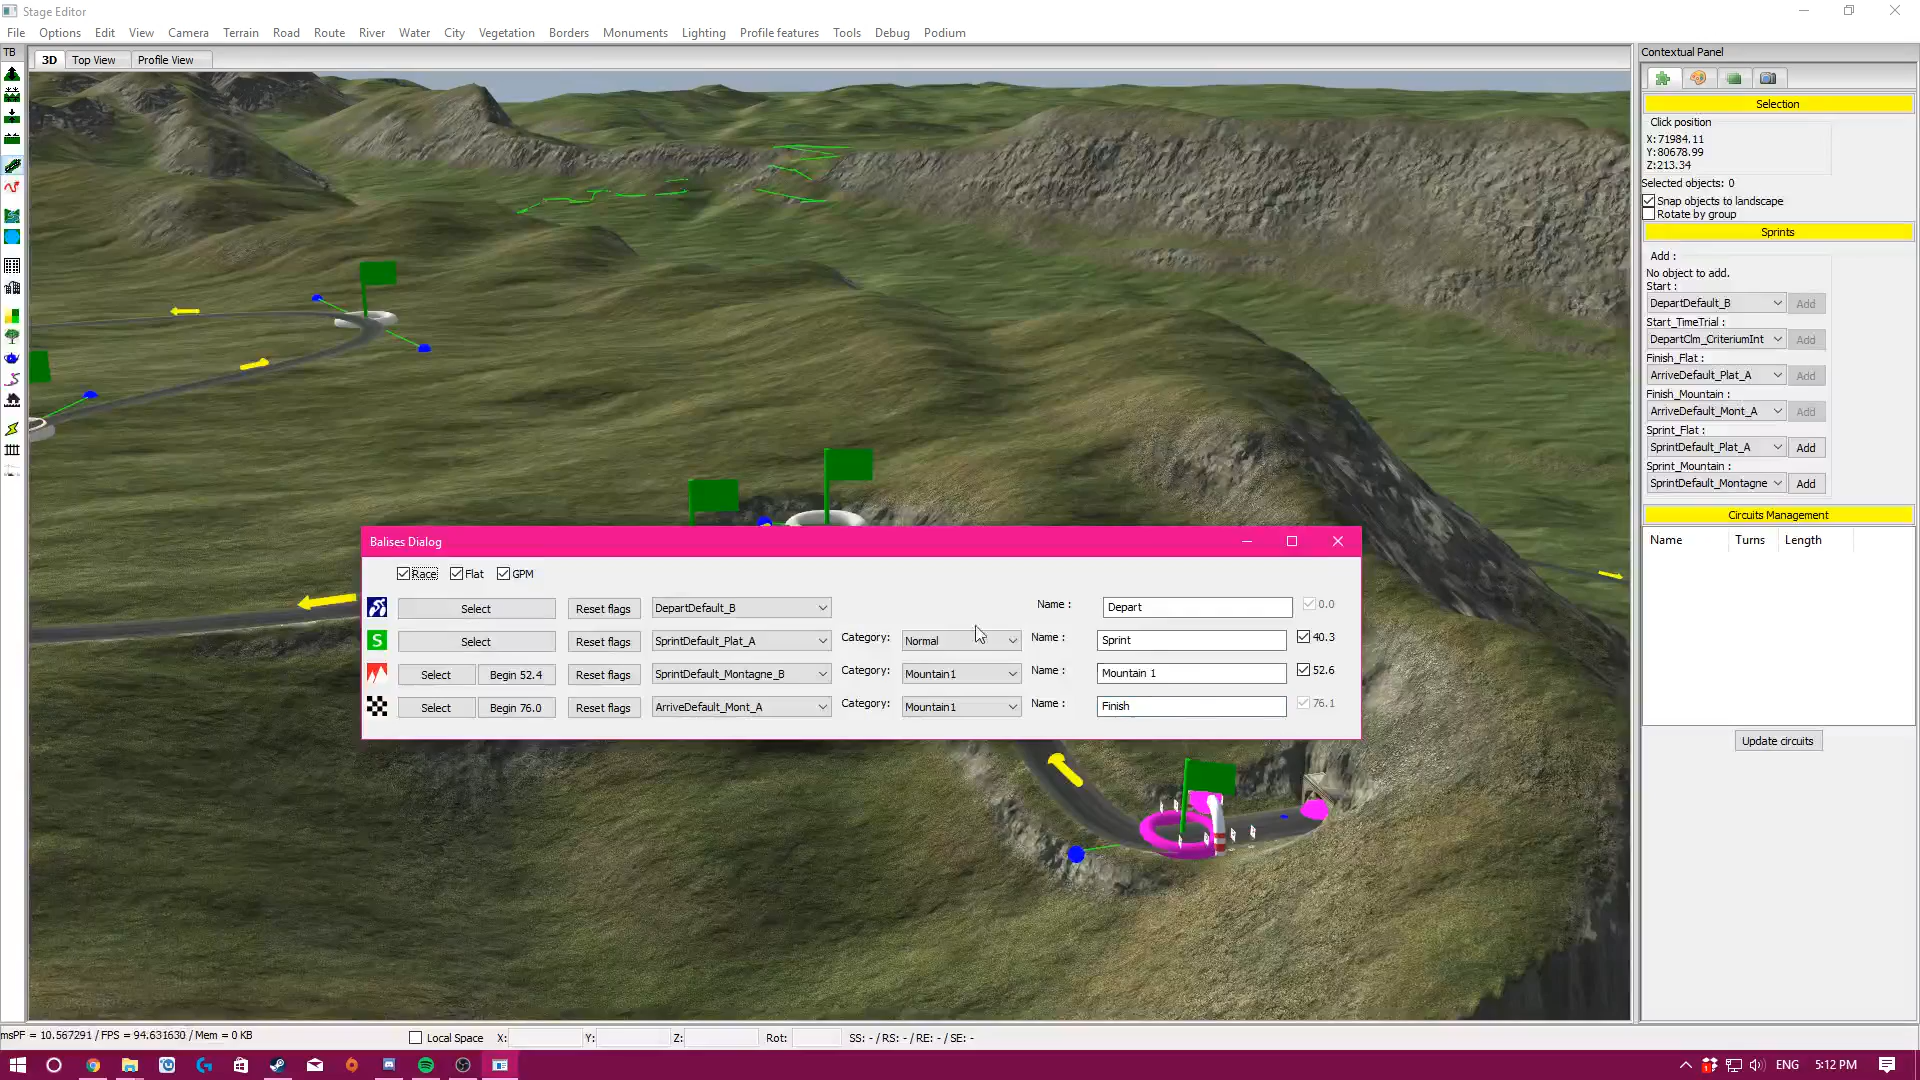 Stage Editor
File Options Edit View Camera Terrain Road Route River Water City Vegetation Borders Monuments Lighting Profile features Tools Debug Podium
TB
3D Top View Profile View
Contextual Panel
Selection
Click position
X:71984.11
Y:80678.99
Z:213.34
Selected objects: 0
Snap objects to landscape
Rotate by group
Sprints
Add :
No object to add.
Start :
DepartDefault_B Add
Start_TimeTrial :
DepartClm_CriteriumInt Add
Finish_Flat :
ArriveDefault_Plat_A Add
Finish_Mountain :
ArriveDefault_Mont_A Add
Sprint_Flat :
SprintDefault_Plat_A Add
Sprint_Mountain :
SprintDefault_Montagne Add
Circuits Management
Name Turns Length
Update circuits
Balises Dialog
Race Flat GPM
Select Reset flags DepartDefault_B Name : Depart 0.0
S Select Reset flags SprintDefault_Plat_A Category: Normal Name : Sprint 40.3
Select Begin 52.4 Reset flags SprintDefault_Montagne_B Category: Mountain1 Name : Mountain 1 52.6
Select Begin 76.0 Reset flags ArriveDefault_Mont_A Category: Mountain1 Name : Finish 76.1
msPF = 10.567291 / FPS = 94.631630 / Mem = 0 KB
Local Space X: Y: Z: Rot: SS: - / RS: - / RE: - / SE: -
ENG 5:12 PM